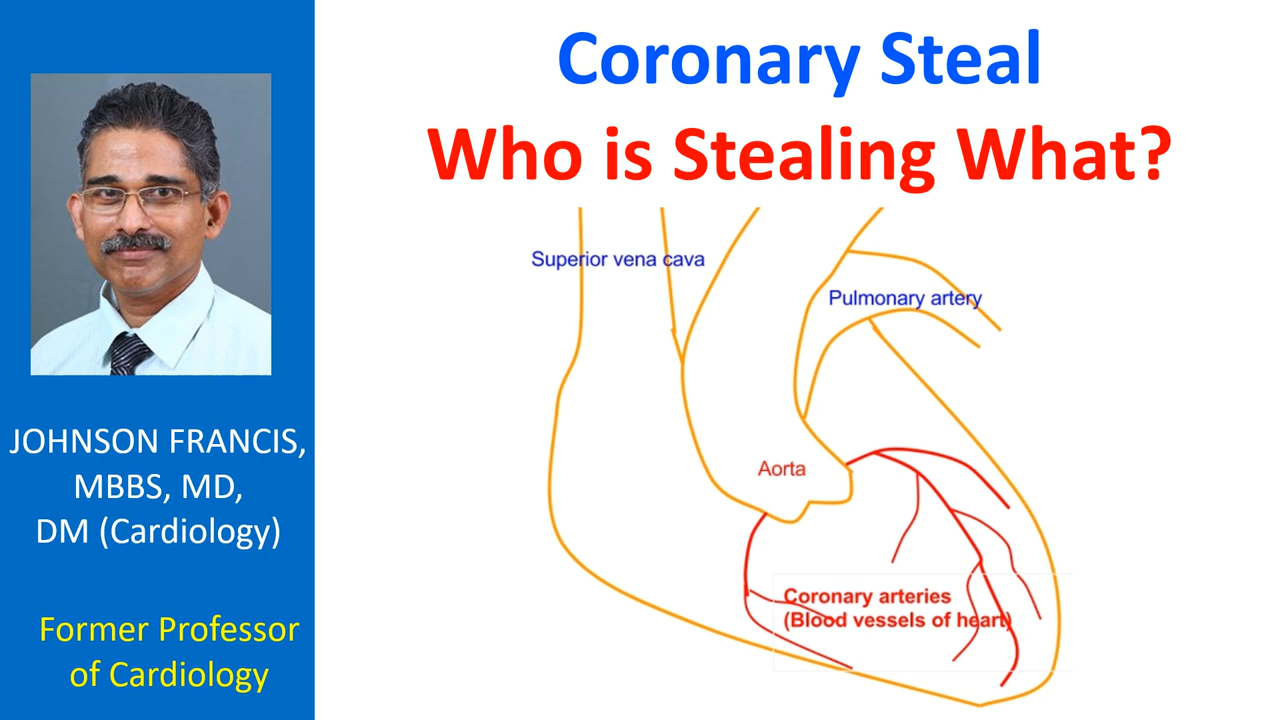 Coronary Steal
Who is Stealing What?
JOHNSON FRANCIS,
MBBS, MD,
DM (Cardiology)
Former Professor
of Cardiology
Superior vena cava
Pulmonary artery
Aorta
Coronary arteries
(Blood vessels of heart)